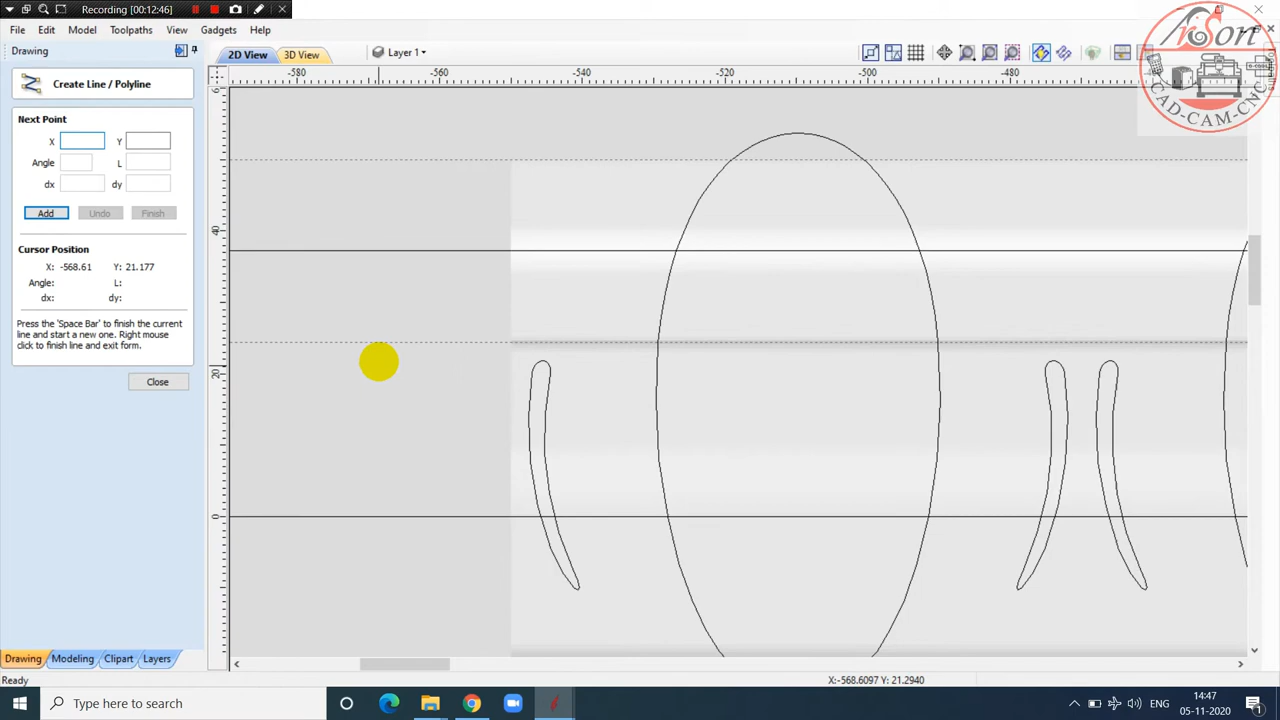 Recording [00:12:46]
File Edit Model Toolpaths View Gadgets Help
Drawing
2D View 3D View Layer 1
Create Line / Polyline
-580 -560 -540 -520 -500 -480
Next Point
X Y
Angle L
dx dy
Add Undo Finish
40
Cursor Position
X: -568.61 Y: 21.177
Angle: L:
dx: dy:
Press the 'Space Bar' to finish the current
line and start a new one. Right mouse
click to finish line and exit form.
20
Close
0
Drawing Modeling Clipart Layers
Ready
X:-568.6097 Y: 21.2940
Type here to search
ENG
14:47
05-11-2020
CAD-CAM-CNC